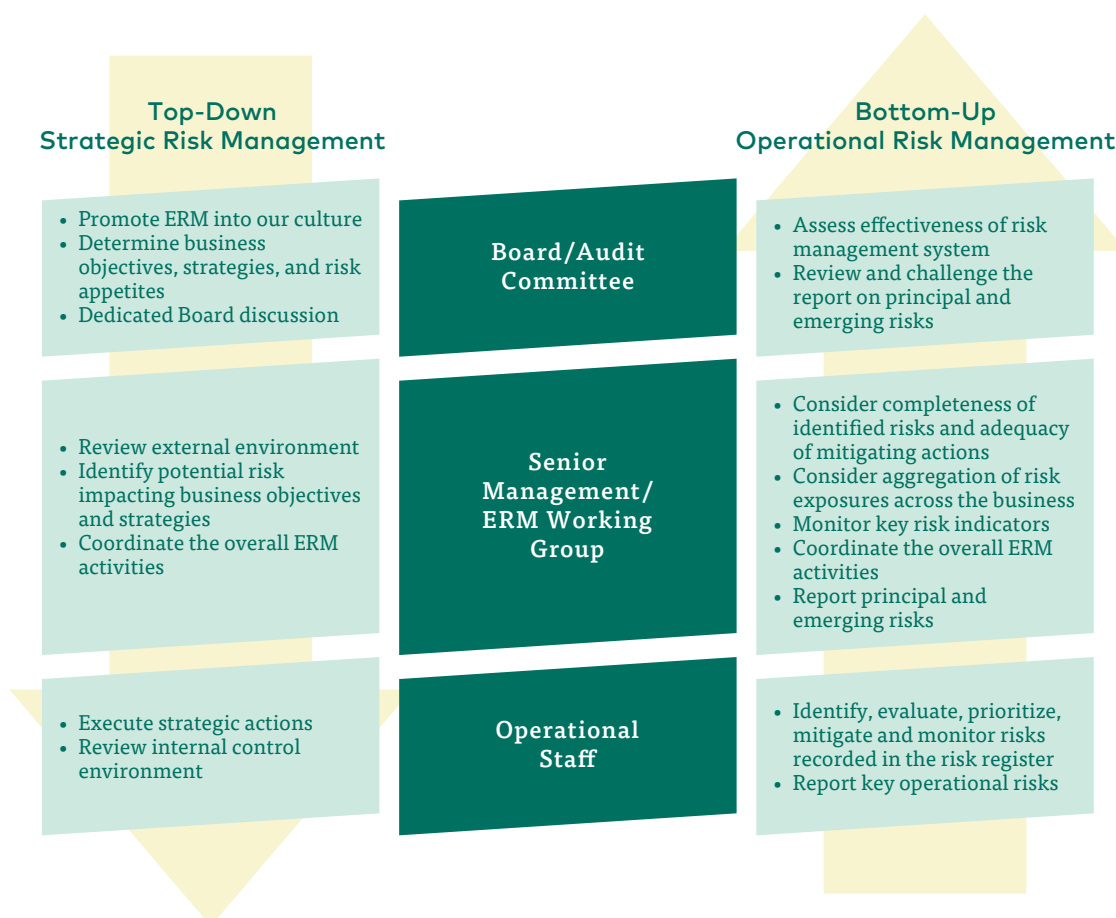 Top-Down
Strategic Risk Management
Bottom-Up
Operational Risk Management
• Promote ERM into our culture
• Determine business
objectives, strategies, and risk
appetites
• Dedicated Board discussion
Board/Audit
Committee
• Assess effectiveness of risk
management system
• Review and challenge the
report on principal and
emerging risks
• Review external environment
• Identify potential risk
impacting business objectives
and strategies
• Coordinate the overall ERM
activities
Senior
Management/
ERM Working
Group
• Consider completeness of
identified risks and adequacy
of mitigating actions
• Consider aggregation of risk
exposures across the business
• Monitor key risk indicators
• Coordinate the overall ERM
activities
• Report principal and
emerging risks
• Execute strategic actions
• Review internal control
environment
Operational
Staff
• Identify, evaluate, prioritize,
mitigate and monitor risks
recorded in the risk register
• Report key operational risks